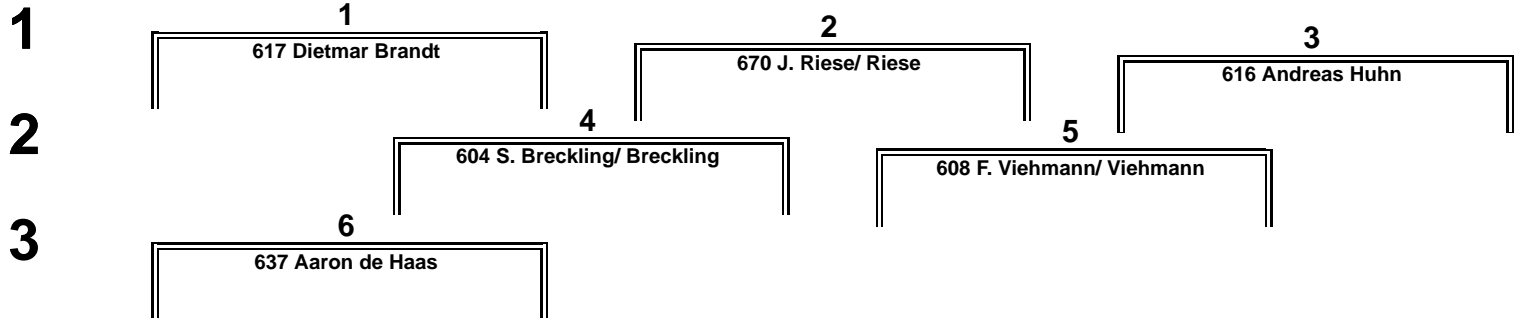 1
1
617 Dietmar Brandt
2
670 J. Riese/ Riese
3
616 Andreas Huhn
2
4
604 S. Breckling/ Breckling
5
608 F. Viehmann/ Viehmann
3
6
637 Aaron de Haas